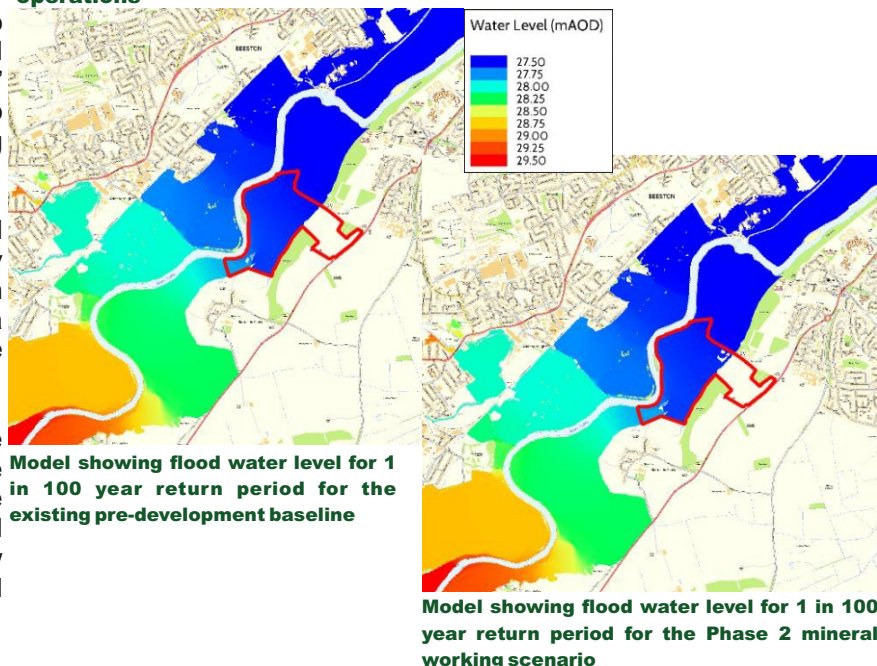 operations
BEESTON
Water Level (mAOD)
27.50
27.75
28.00
28.25
28.50
28.75
29.00
29.25
29.50
BEESTON
Model showing flood water level for 1
in 100 year return period for the
existing pre-development baseline
Model showing flood water level for 1 in 100
year return period for the Phase 2 mineral
working scenario